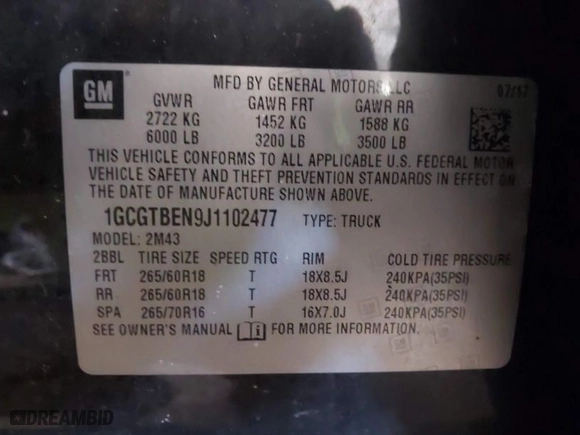 GM
MFD BY GENERAL MOTORS LLC 07/17
GVWR GAWR FRT GAWR RR
2722 KG 1452 KG 1588 KG
6000 LB 3200 LB 3500 LB
THIS VEHICLE CONFORMS TO ALL APPLICABLE U.S. FEDERAL MOTOR
VEHICLE SAFETY AND THEFT PREVENTION STANDARDS IN EFFECT ON
THE DATE OF MANUFACTURE SHOWN ABOVE.
1GCGTBEN9J1102477 TYPE: TRUCK
MODEL: 2M43
2BBL TIRE SIZE SPEED RTG RIM COLD TIRE PRESSURE
FRT 265/60R18 T 18X8.5J 240KPA(35PSI)
RR 265/60R18 T 18X8.5J 240KPA(35PSI)
SPA 265/70R16 T 16X7.0J 240KPA(35PSI)
SEE OWNER'S MANUAL FOR MORE INFORMATION.
DREAMBID